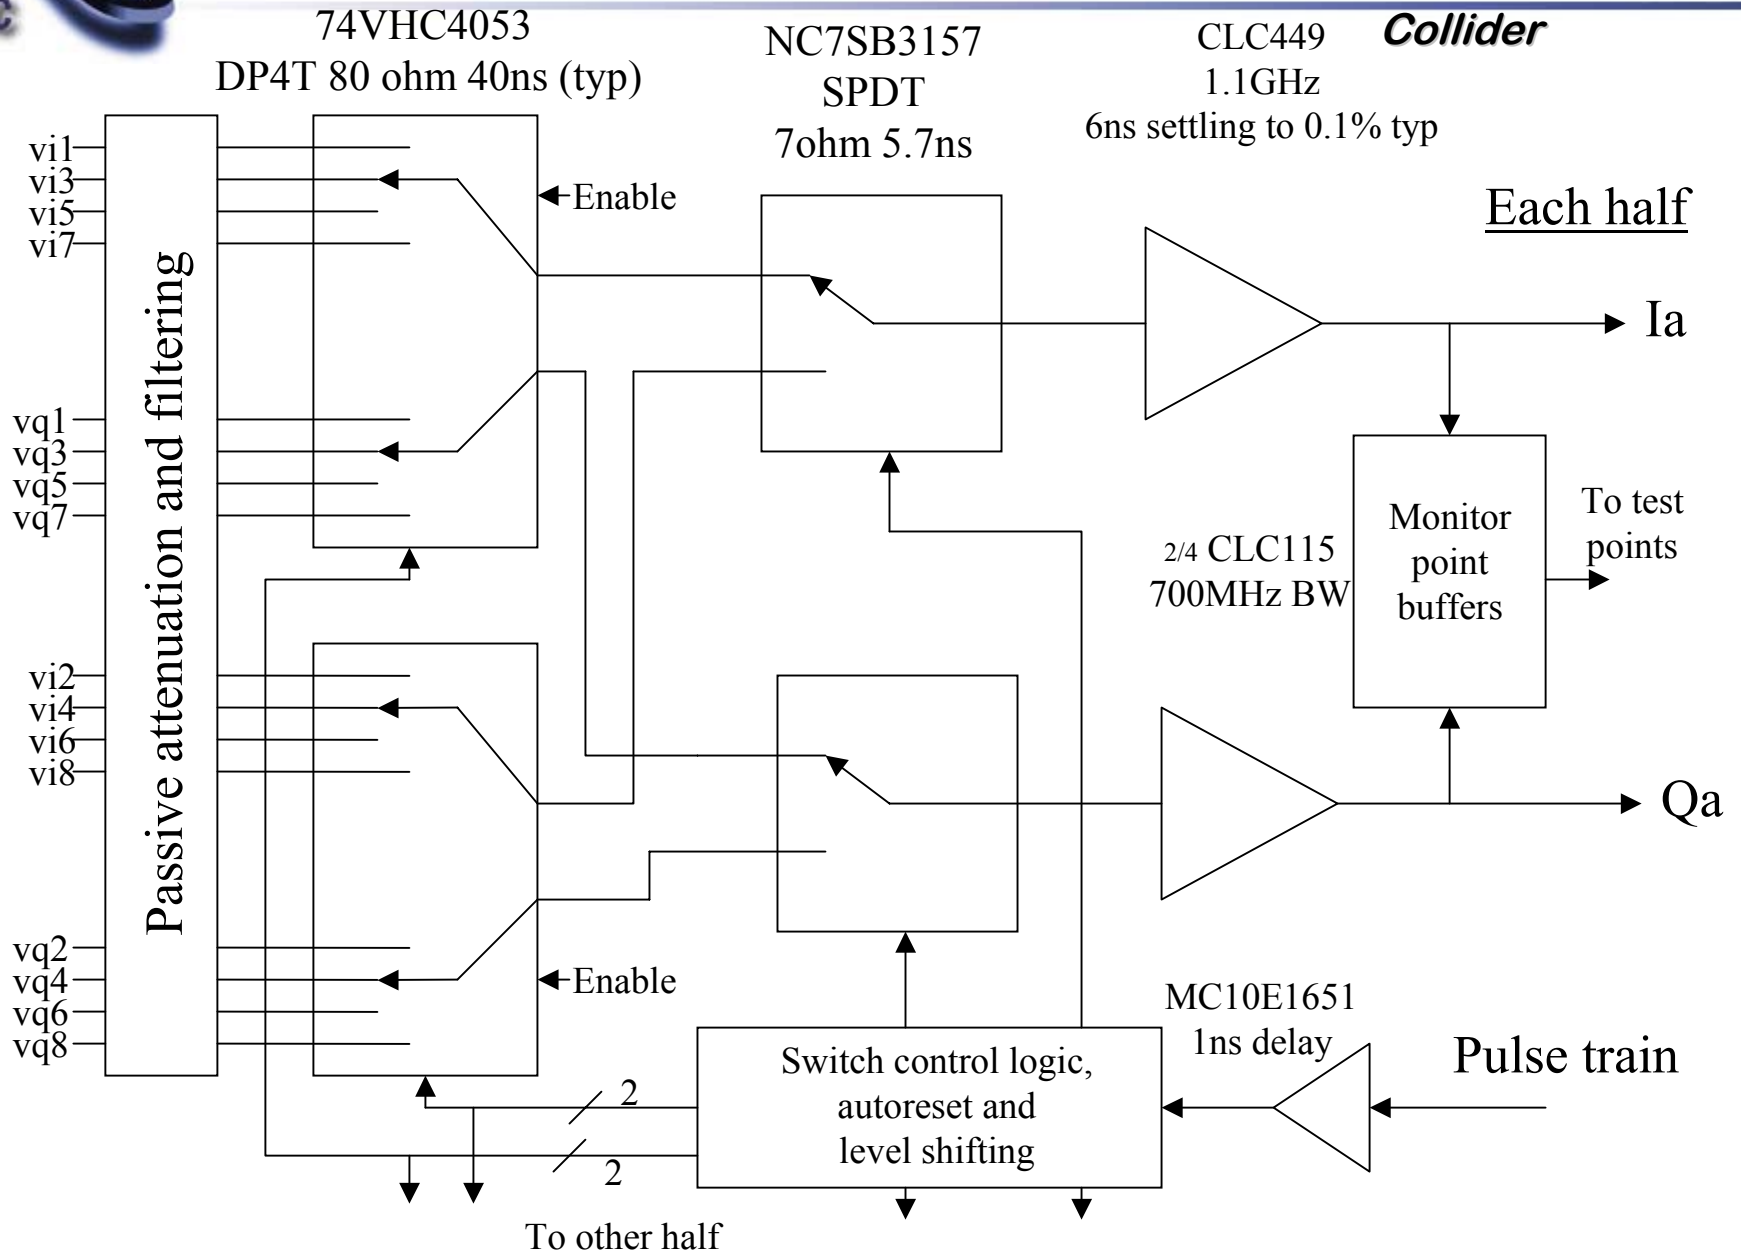 74VHC4053
DP4T 80 ohm 40ns (typ)
NC7SB3157
SPDT
7ohm 5.7ns
CLC449
1.1GHz
6ns settling to 0.1% typ
Collider
Each half
vi1
vi3
vi5
vi7
vq1
vq3
vq5
vq7
vi2
vi4
vi6
vi8
vq2
vq4
vq6
vq8
Passive attenuation and filtering
Enable
Enable
Ia
2/4 CLC115
700MHz BW
Monitor
point
buffers
To test
points
Qa
MC10E1651
1ns delay
Pulse train
Switch control logic,
autoreset and
level shifting
2
2
To other half